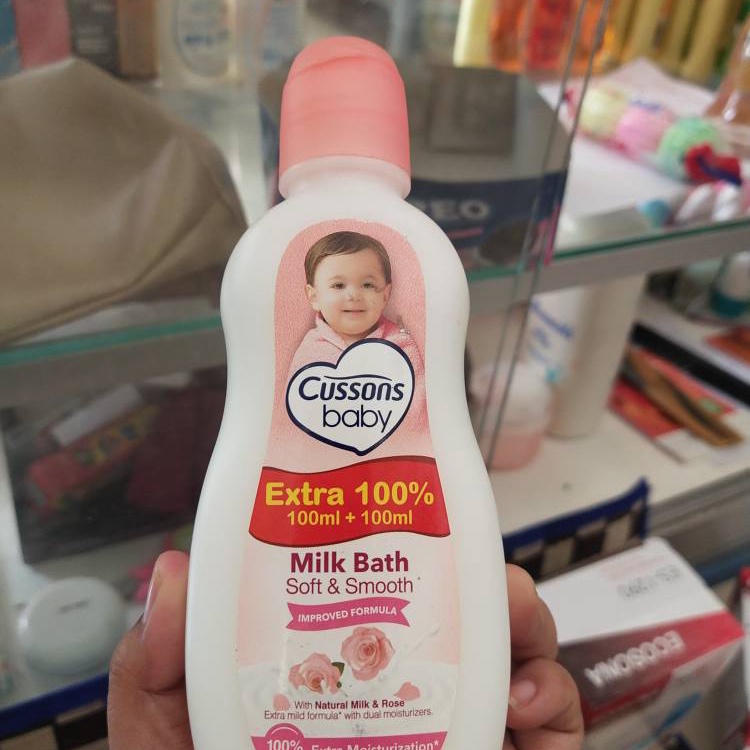 Cussons
baby
Extra 100%
100ml + 100ml
Milk Bath
Soft & Smooth
IMPROVED FORMULA
With Natural Milk & Rose
Extra mild formula* with dual moisturizers.
100% Extra Moisturization*
ECOSONIA